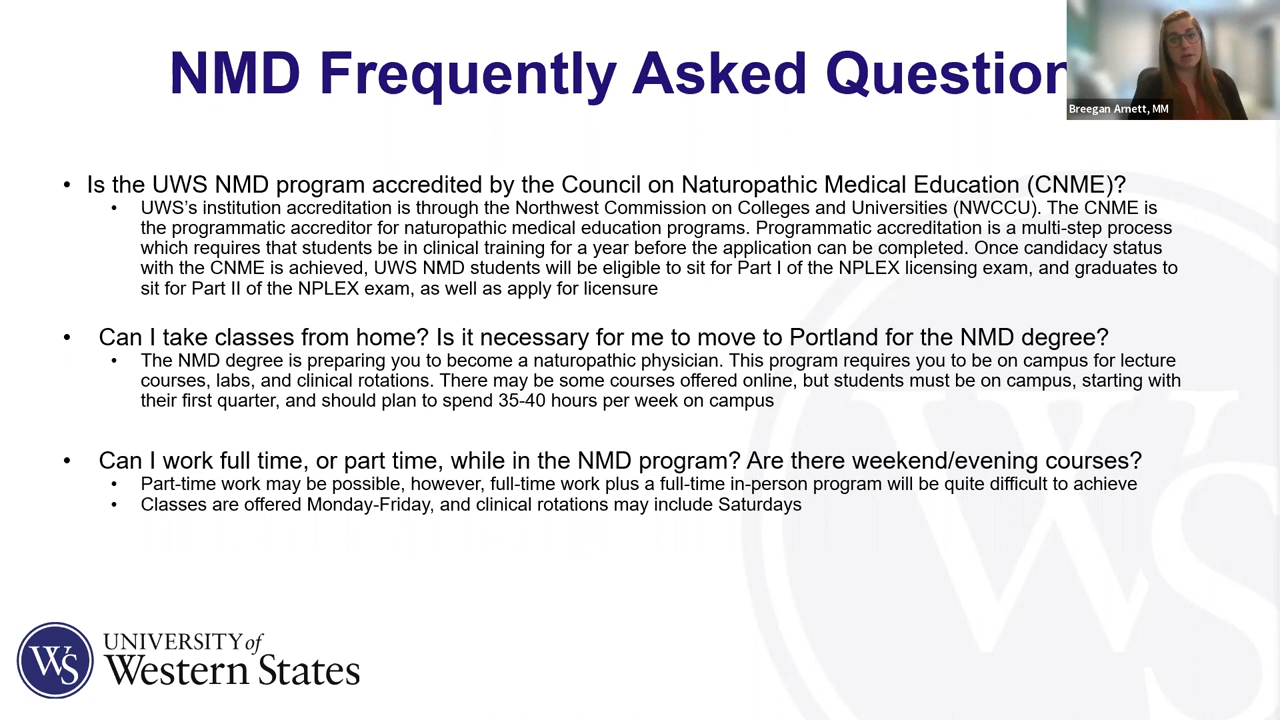 NMD Frequently Asked Question
Breegan Arnett, MM
• Is the UWS NMD program accredited by the Council on Naturopathic Medical Education (CNME)?
• UWS's institution accreditation is through the Northwest Commission on Colleges and Universities (NWCCU). The CNME is
the programmatic accreditor for naturopathic medical education programs. Programmatic accreditation is a multi-step process
which requires that students be in clinical training for a year before the application can be completed. Once candidacy status
with the CNME is achieved, UWS NMD students will be eligible to sit for Part I of the NPLEX licensing exam, and graduates to
sit for Part II of the NPLEX exam, as well as apply for licensure
• Can I take classes from home? Is it necessary for me to move to Portland for the NMD degree?
• The NMD degree is preparing you to become a naturopathic physician. This program requires you to be on campus for lecture
courses, labs, and clinical rotations. There may be some courses offered online, but students must be on campus, starting with
their first quarter, and should plan to spend 35-40 hours per week on campus
• Can I work full time, or part time, while in the NMD program? Are there weekend/evening courses?
• Part-time work may be possible, however, full-time work plus a full-time in-person program will be quite difficult to achieve
• Classes are offered Monday-Friday, and clinical rotations may include Saturdays
WS
UNIVERSITY of
Western States
WS